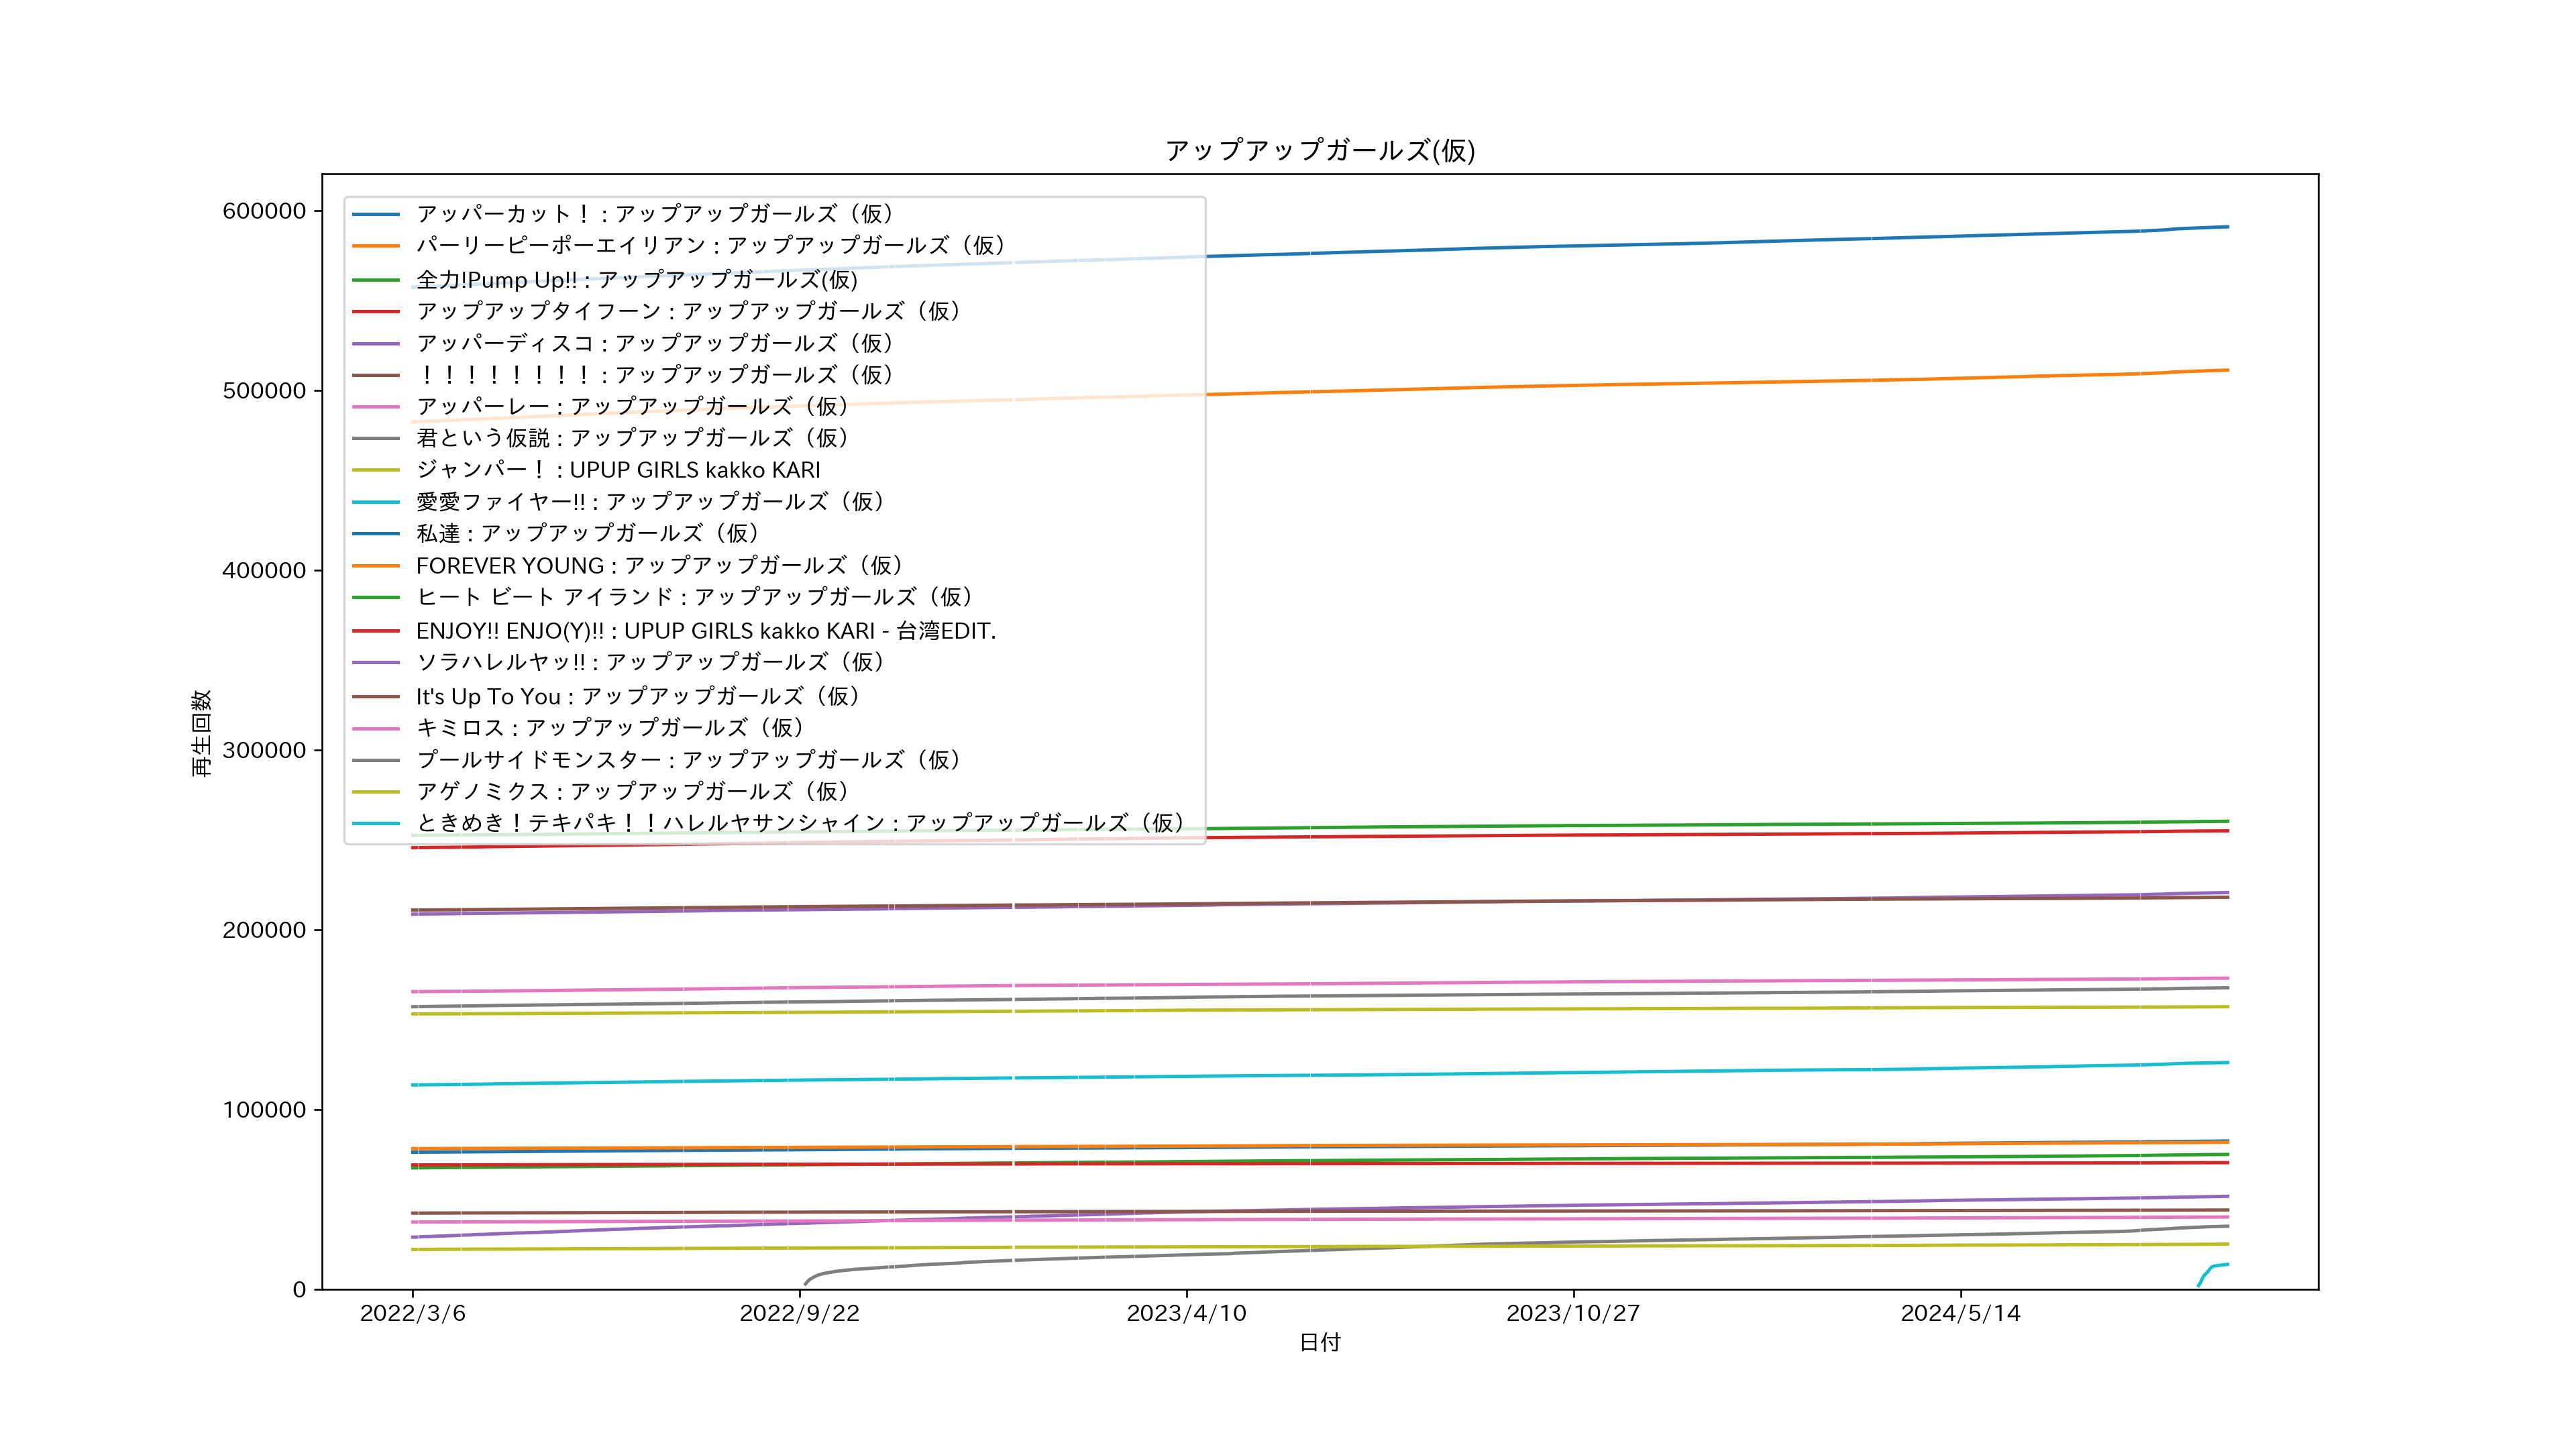 アップアップガールズ(仮)
600000
500000
400000
300000
200000
100000
0
再生回数
アッパーカット！ : アップアップガールズ（仮）
パーリーピーポーエイリアン : アップアップガールズ（仮）
全力!Pump Up!! : アップアップガールズ(仮)
アップアップタイフーン : アップアップガールズ（仮）
アッパーディスコ : アップアップガールズ（仮）
！！！！！！！！ : アップアップガールズ（仮）
アッパーレー : アップアップガールズ（仮）
君という仮説 : アップアップガールズ（仮）
ジャンパー！ : UPUP GIRLS kakko KARI
愛愛ファイヤー!! : アップアップガールズ（仮）
私達 : アップアップガールズ（仮）
FOREVER YOUNG : アップアップガールズ（仮）
ヒート ビート アイランド : アップアップガールズ（仮）
ENJOY!! ENJO(Y)!! : UPUP GIRLS kakko KARI - 台湾EDIT.
ソラハレルヤッ!! : アップアップガールズ（仮）
It's Up To You : アップアップガールズ（仮）
キミロス : アップアップガールズ（仮）
プールサイドモンスター : アップアップガールズ（仮）
アゲノミクス : アップアップガールズ（仮）
ときめき！テキパキ！！ハレルヤサンシャイン : アップアップガールズ（仮）
2022/3/6
2022/9/22
2023/4/10
2023/10/27
2024/5/14
日付